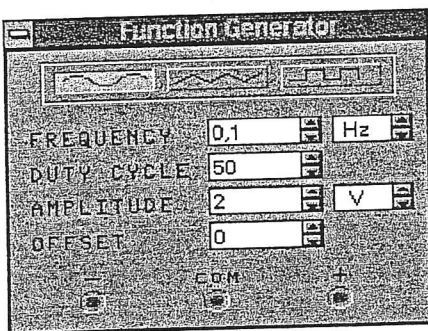 Function Generator
FREQUENCY 0,1 Hz
DUTY CYCLE 50
AMPLITUDE 2 V
OFFSET 0
− COM +